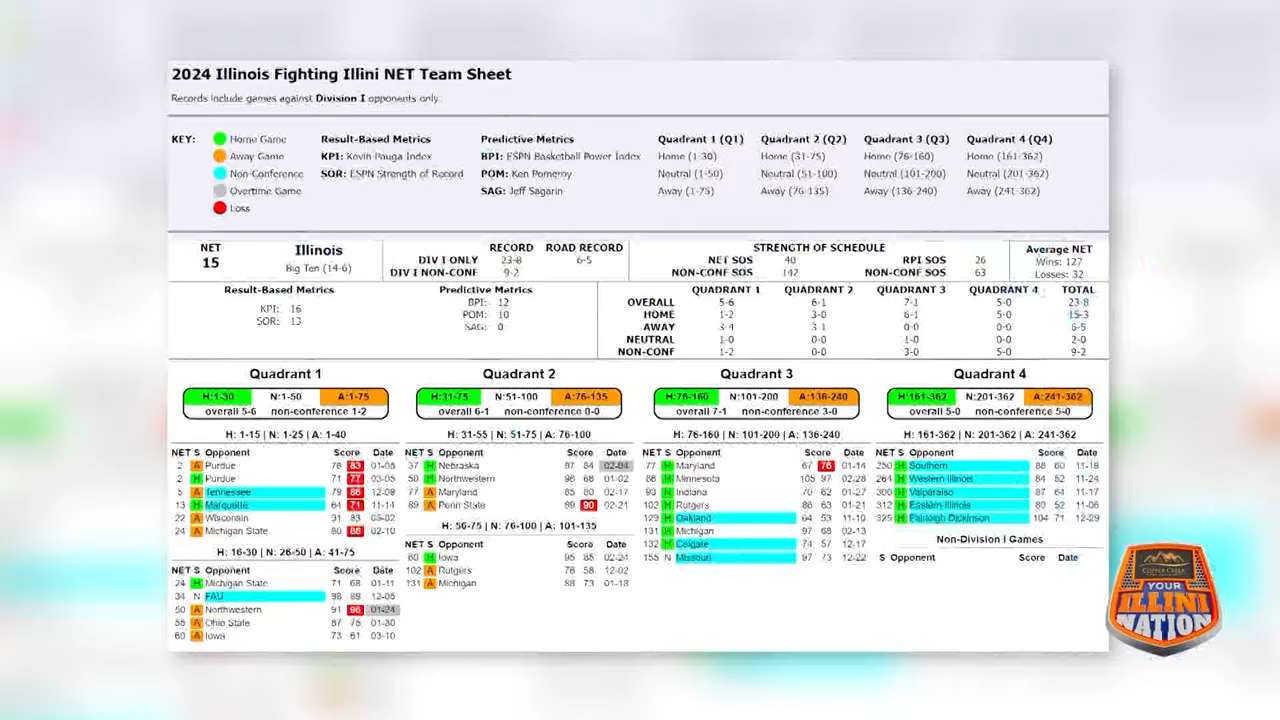 2024 Illinois Fighting Illini NET Team Sheet
Records include games against Division I opponents only.
KEY: Home Game Result-Based Metrics Predictive Metrics Quadrant 1 (Q1) Quadrant 2 (Q2) Quadrant 3 (Q3) Quadrant 4 (Q4)
Away Game KPI: Kevin Pauga Index BPI: ESPN Basketball Power Index Home (1-30) Home (31-75) Home (76-160) Home (161-362)
Non-Conference SOR: ESPN Strength of Record POM: Ken Pomeroy Neutral (1-50) Neutral (51-100) Neutral (101-200) Neutral (201-362)
Overtime Game SAG: Jeff Sagarin Away (1-75) Away (76-135) Away (136-240) Away (241-362)
Loss
NET Illinois RECORD ROAD RECORD STRENGTH OF SCHEDULE Average NET
15 Big Ten (14-6) DIV I ONLY 23-8 6-5 NET SOS 40 RPI SOS 26 Wins: 127
DIV I NON-CONF 9-2 NON-CONF SOS 142 NON-CONF SOS 63 Losses: 32
Result-Based Metrics Predictive Metrics QUADRANT 1 QUADRANT 2 QUADRANT 3 QUADRANT 4 TOTAL
KPI: 16 BPI: 12 OVERALL 5-6 6-1 7-1 5-0 23-8
SOR: 13 POM: 10 HOME 1-2 3-0 6-1 5-0 15-3
SAG: 0 AWAY 3-4 3-1 0-0 0-0 6-5
NEUTRAL 1-0 0-0 1-0 0-0 2-0
NON-CONF 1-2 0-0 3-0 5-0 9-2
Quadrant 1 Quadrant 2 Quadrant 3 Quadrant 4
H:1-30 N:1-50 A:1-75 H:31-75 N:51-100 A:76-135 H:76-160 N:101-200 A:136-240 H:161-362 N:201-362 A:241-362
overall 5-6 non-conference 1-2 overall 6-1 non-conference 0-0 overall 7-1 non-conference 3-0 overall 5-0 non-conference 5-0
H: 1-15 | N: 1-25 | A: 1-40 H: 31-55 | N: 51-75 | A: 76-100 H: 76-160 | N: 101-200 | A: 136-240 H: 161-362 | N: 201-362 | A: 241-362
NET S Opponent Score Date NET S Opponent Score Date NET S Opponent Score Date NET S Opponent Score Date
2 A Purdue 78 83 01-05 37 H Nebraska 87 84 02-04 77 H Maryland 67 76 01-14 250 H Southern 88 60 11-18
2 H Purdue 71 77 03-05 50 H Northwestern 96 66 01-02 86 H Minnesota 105 97 02-28 264 H Western Illinois 84 52 11-24
5 A Tennessee 79 86 12-09 77 A Maryland 85 80 02-17 93 H Indiana 70 62 01-27 300 H Valparaiso 87 64 11-17
13 H Marquette 64 71 11-14 89 A Penn State 89 90 02-21 102 H Rutgers 86 63 01-21 312 H Eastern Illinois 80 52 11-06
22 A Wisconsin 91 83 03-02 H: 56-75 | N: 76-100 | A: 101-135 129 H Oakland 64 53 11-10 325 H Fairleigh Dickinson 104 71 12-29
24 A Michigan State 80 88 02-10 131 H Michigan 97 68 02-13 Non-Division I Games
H: 16-30 | N: 26-50 | A: 41-75 NET S Opponent Score Date 132 H Colgate 74 57 12-17 S Opponent Score Date
NET S Opponent Score Date 60 H Iowa 95 85 02-24 155 N Missouri 97 73 12-22
24 H Michigan State 71 68 01-11 102 A Rutgers 76 58 12-02
34 N FAU 98 89 12-05 131 A Michigan 88 73 01-18
50 A Northwestern 91 96 01-24
55 A Ohio State 87 75 01-30
60 A Iowa 73 61 03-10
COPPER CREEK
YOUR
ILLINI
NATION